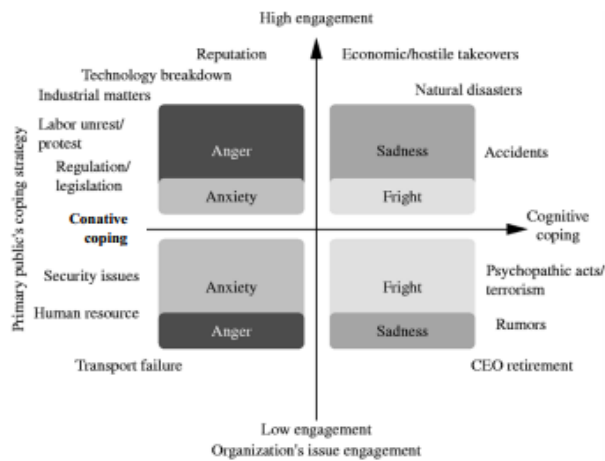 High engagement
Reputation
Economic/hostile takeovers
Technology breakdown
Industrial matters
Natural disasters
Labor unrest/
protest
Anger
Sadness
Accidents
Regulation/
legislation
Anxiety
Fright
Primary public's coping strategy
Conative
coping
Cognitive
coping
Security issues
Anxiety
Fright
Psychopathic acts/
terrorism
Human resource
Anger
Sadness
Rumors
Transport failure
CEO retirement
Low engagement
Organization's issue engagement